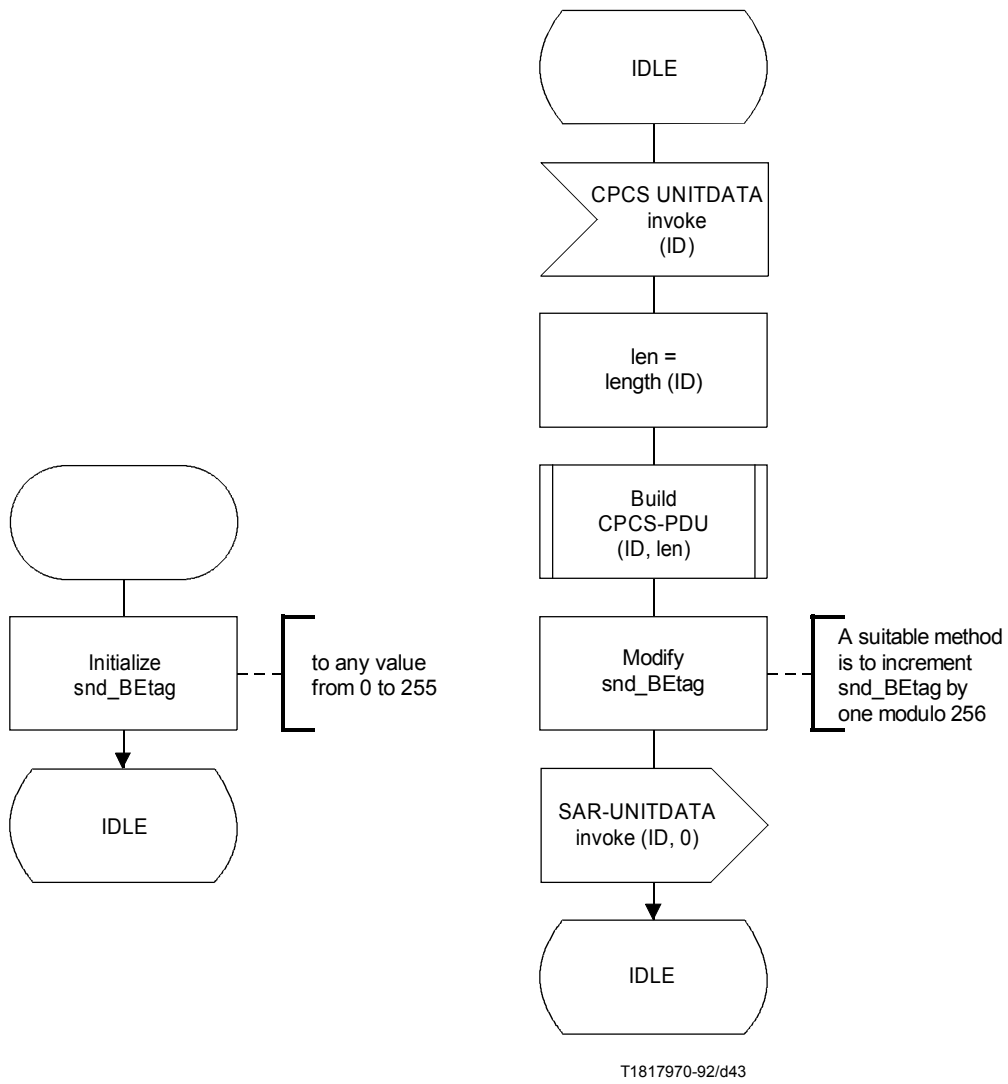 IDLE
CPCS UNITDATA
invoke
(ID)
len =
length (ID)
Build
CPCS-PDU
(ID, len)
Initialize
snd_BEtag
to any value
from 0 to 255
Modify
snd_BEtag
A suitable method
is to increment
snd_BEtag by
one modulo 256
IDLE
SAR-UNITDATA
invoke (ID, 0)
IDLE
T1817970-92/d43